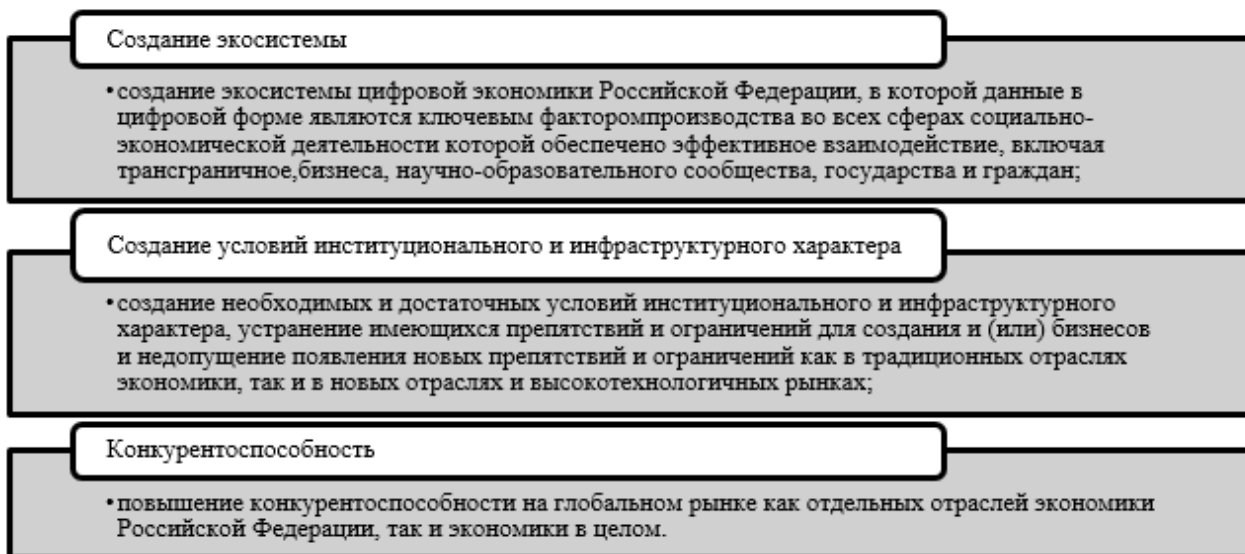 Создание экосистемы
•создание экосистемы цифровой экономики Российской Федерации, в которой данные в
цифровой форме являются ключевым факторомпроизводства во всех сферах социально-
экономической деятельности которой обеспечено эффективное взаимодействие, включая
трансграничное,бизнеса, научно-образовательного сообщества, государства и граждан;
Создание условий институционального и инфраструктурного характера
•создание необходимых и достаточных условий институционального и инфраструктурного
характера, устранение имеющихся препятствий и ограничений для создания и (или) бизнесов
и недопущение появления новых препятствий и ограничений как в традиционных отраслях
экономики, так и в новых отраслях и высокотехнологичных рынках;
Конкурентоспособность
•повышение конкурентоспособности на глобальном рынке как отдельных отраслей экономики
Российской Федерации, так и экономики в целом.